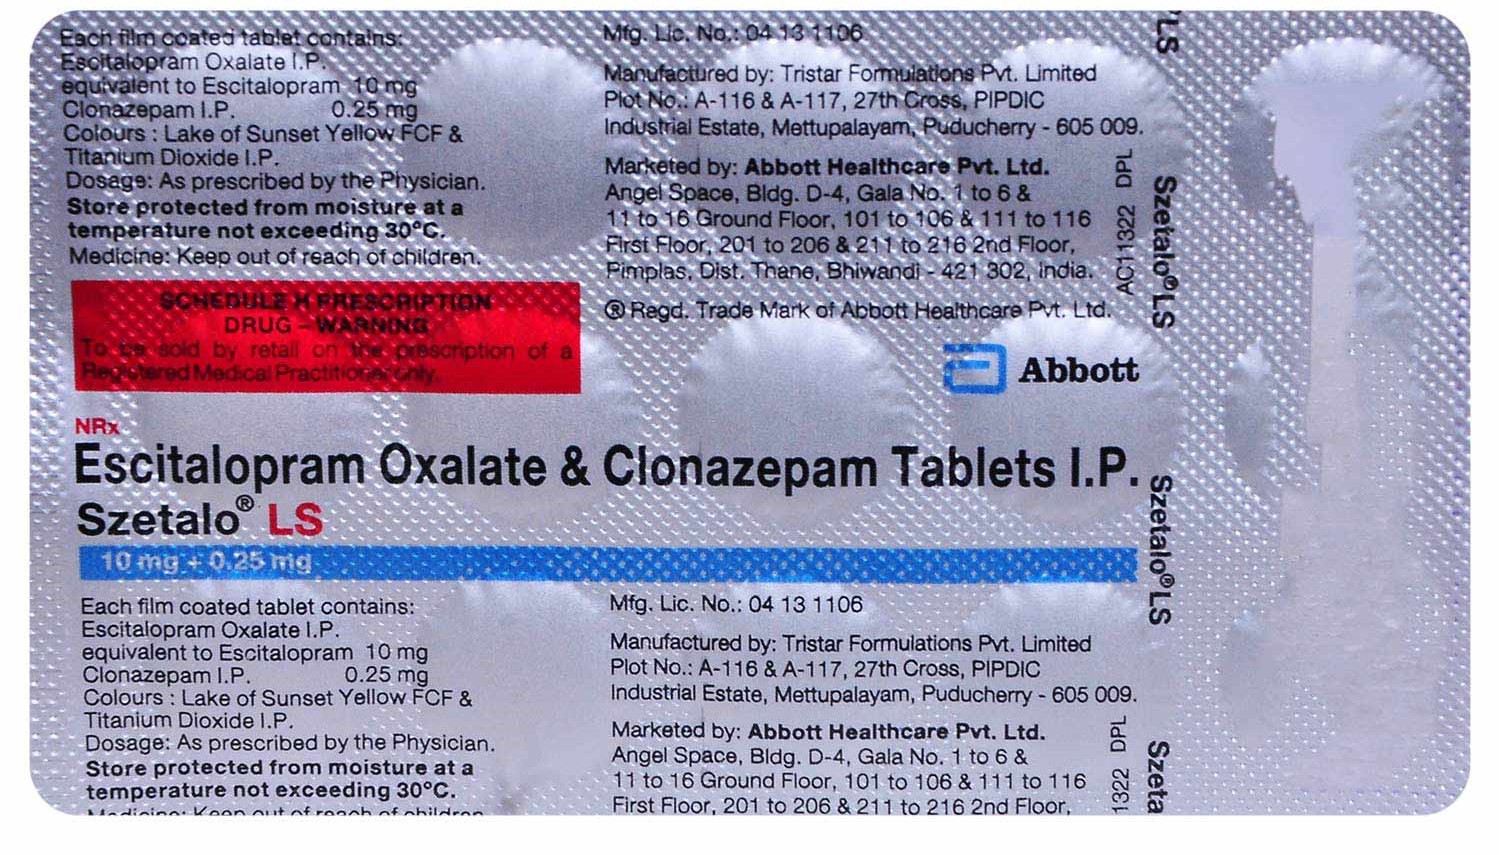 Each film coated tablet contains:
Escitalopram Oxalate I.P.
equivalent to Escitalopram 10 mg
Clonazepam I.P. 0.25 mg
Colours : Lake of Sunset Yellow FCF &
Titanium Dioxide I.P.
Dosage: As prescribed by the Physician.
Store protected from moisture at a
temperature not exceeding 30°C.
Medicine: Keep out of reach of children.
SCHEDULE H PRESCRIPTION
DRUG – WARNING
To be sold by retail on the prescription of a
Registered Medical Practitioner only.
Mfg. Lic. No.: 04 13 1106
Manufactured by: Tristar Formulations Pvt. Limited
Plot No.: A-116 & A-117, 27th Cross, PIPDIC
Industrial Estate, Mettupalayam, Puducherry - 605 009.
Marketed by: Abbott Healthcare Pvt. Ltd.
Angel Space, Bldg. D-4, Gala No. 1 to 6 &
11 to 16 Ground Floor, 101 to 106 & 111 to 116
First Floor, 201 to 206 & 211 to 216 2nd Floor,
Pimplas, Dist. Thane, Bhiwandi - 421 302, India.
® Regd. Trade Mark of Abbott Healthcare Pvt. Ltd.
Abbott
AC11322 DPL
LS
Szetalo® LS
NRx
Escitalopram Oxalate & Clonazepam Tablets I.P.
Szetalo® LS
10 mg + 0.25 mg
Szetalo® LS
Each film coated tablet contains:
Escitalopram Oxalate I.P.
equivalent to Escitalopram 10 mg
Clonazepam I.P. 0.25 mg
Colours : Lake of Sunset Yellow FCF &
Titanium Dioxide I.P.
Dosage: As prescribed by the Physician.
Store protected from moisture at a
temperature not exceeding 30°C.
Medicine: Keep out of reach of children
Mfg. Lic. No.: 04 13 1106
Manufactured by: Tristar Formulations Pvt. Limited
Plot No.: A-116 & A-117, 27th Cross, PIPDIC
Industrial Estate, Mettupalayam, Puducherry - 605 009.
Marketed by: Abbott Healthcare Pvt. Ltd.
Angel Space, Bldg. D-4, Gala No. 1 to 6 &
11 to 16 Ground Floor, 101 to 106 & 111 to 116
First Floor, 201 to 206 & 211 to 216 2nd Floor,
1322 DPL
Szeta